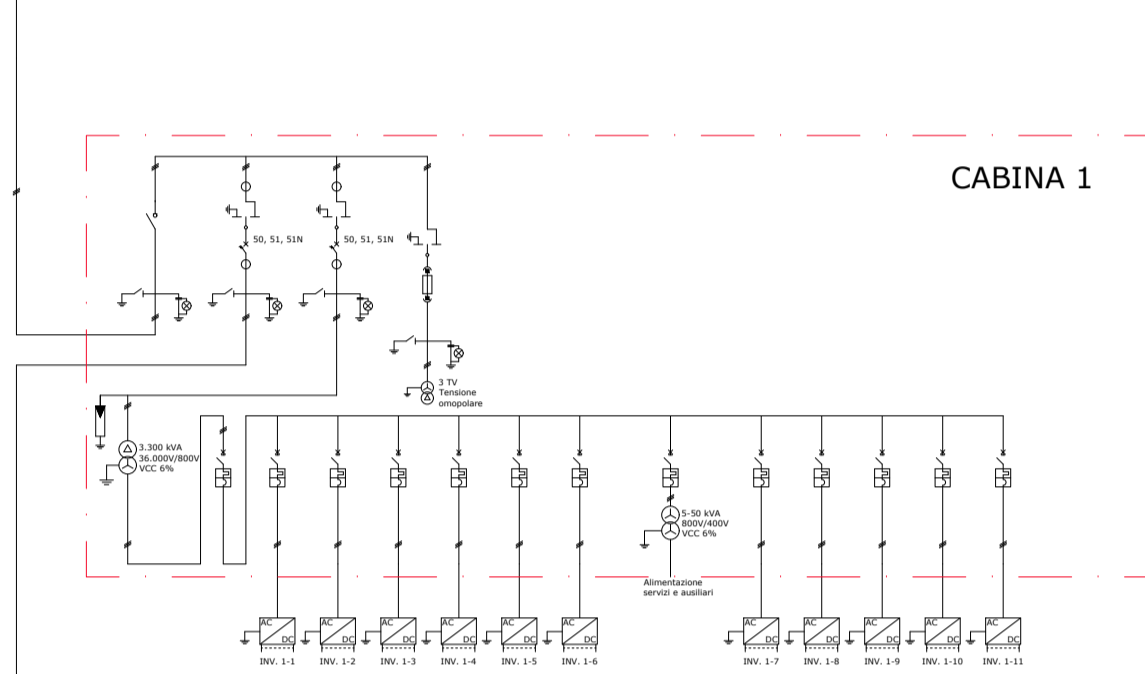 CABINA 1
50, 51, 51N
50, 51, 51N
3 TV
Tensione
omopolare
3.300 kVA
36.000V/800V
VCC 6%
5-50 kVA
800V/400V
VCC 6%
Alimentazione
servizi e ausiliari
AC
DC
AC
DC
AC
DC
AC
DC
AC
DC
AC
DC
AC
DC
AC
DC
AC
DC
AC
DC
AC
DC
INV. 1-1
INV. 1-2
INV. 1-3
INV. 1-4
INV. 1-5
INV. 1-6
INV. 1-7
INV. 1-8
INV. 1-9
INV. 1-10
INV. 1-11